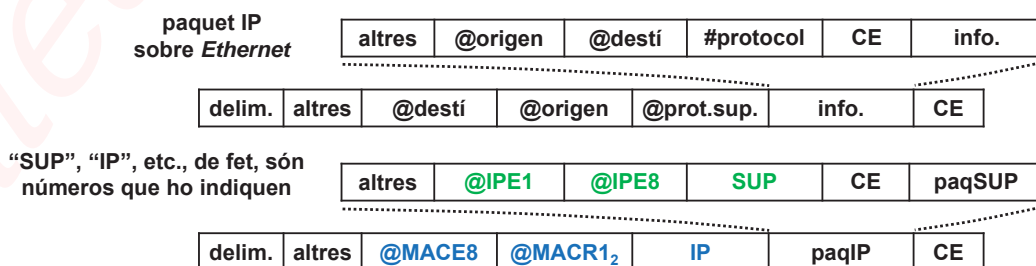 paquet IP
sobre Ethernet
altres @origen @destí #protocol CE info.
delim. altres @destí @origen @prot.sup. info. CE
“SUP”, “IP”, etc., de fet, són
números que ho indiquen
altres @IPE1 @IPE8 SUP CE paqSUP
delim. altres @MACE8 @MACR1₂ IP paqIP CE